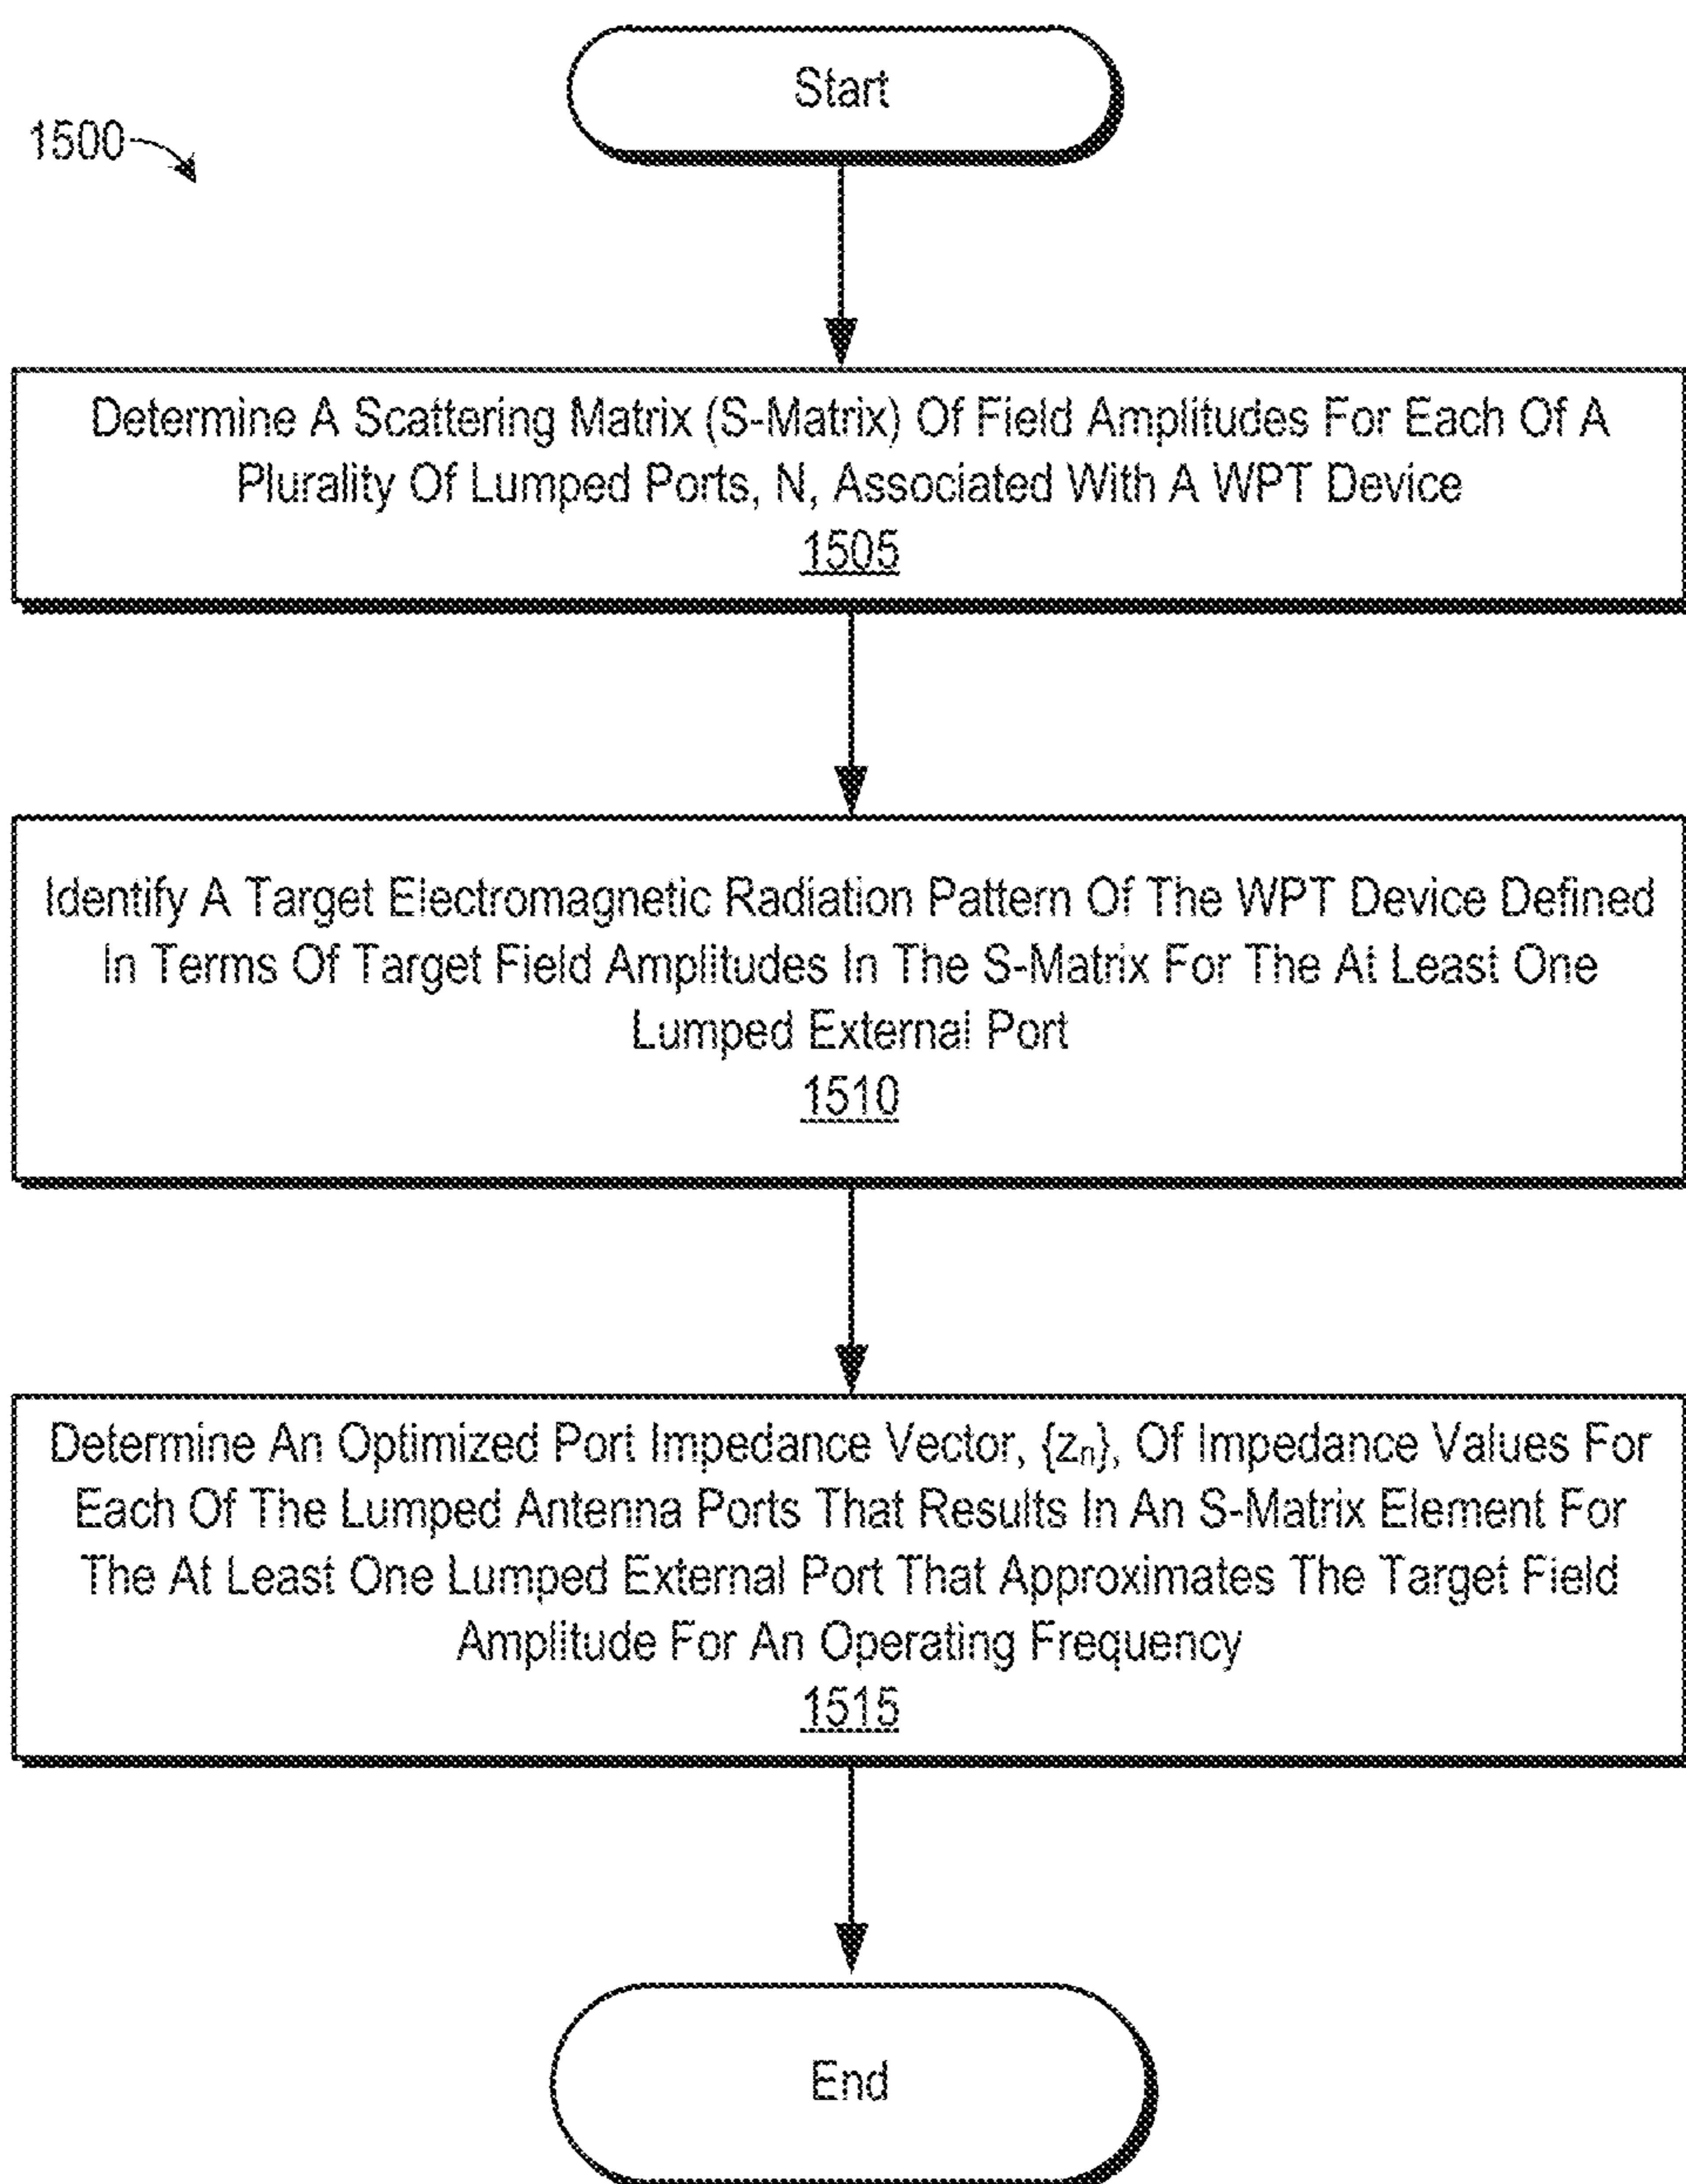 Start
1500
Determine A Scattering Matrix (S-Matrix) Of Field Amplitudes For Each Of A
Plurality Of Lumped Ports, N, Associated With A WPT Device
1505
Identify A Target Electromagnetic Radiation Pattern Of The WPT Device Defined
In Terms Of Target Field Amplitudes In The S-Matrix For The At Least One
Lumped External Port
1510
Determine An Optimized Port Impedance Vector, {zₙ}, Of Impedance Values For
Each Of The Lumped Antenna Ports That Results In An S-Matrix Element For
The At Least One Lumped External Port That Approximates The Target Field
Amplitude For An Operating Frequency
1515
End